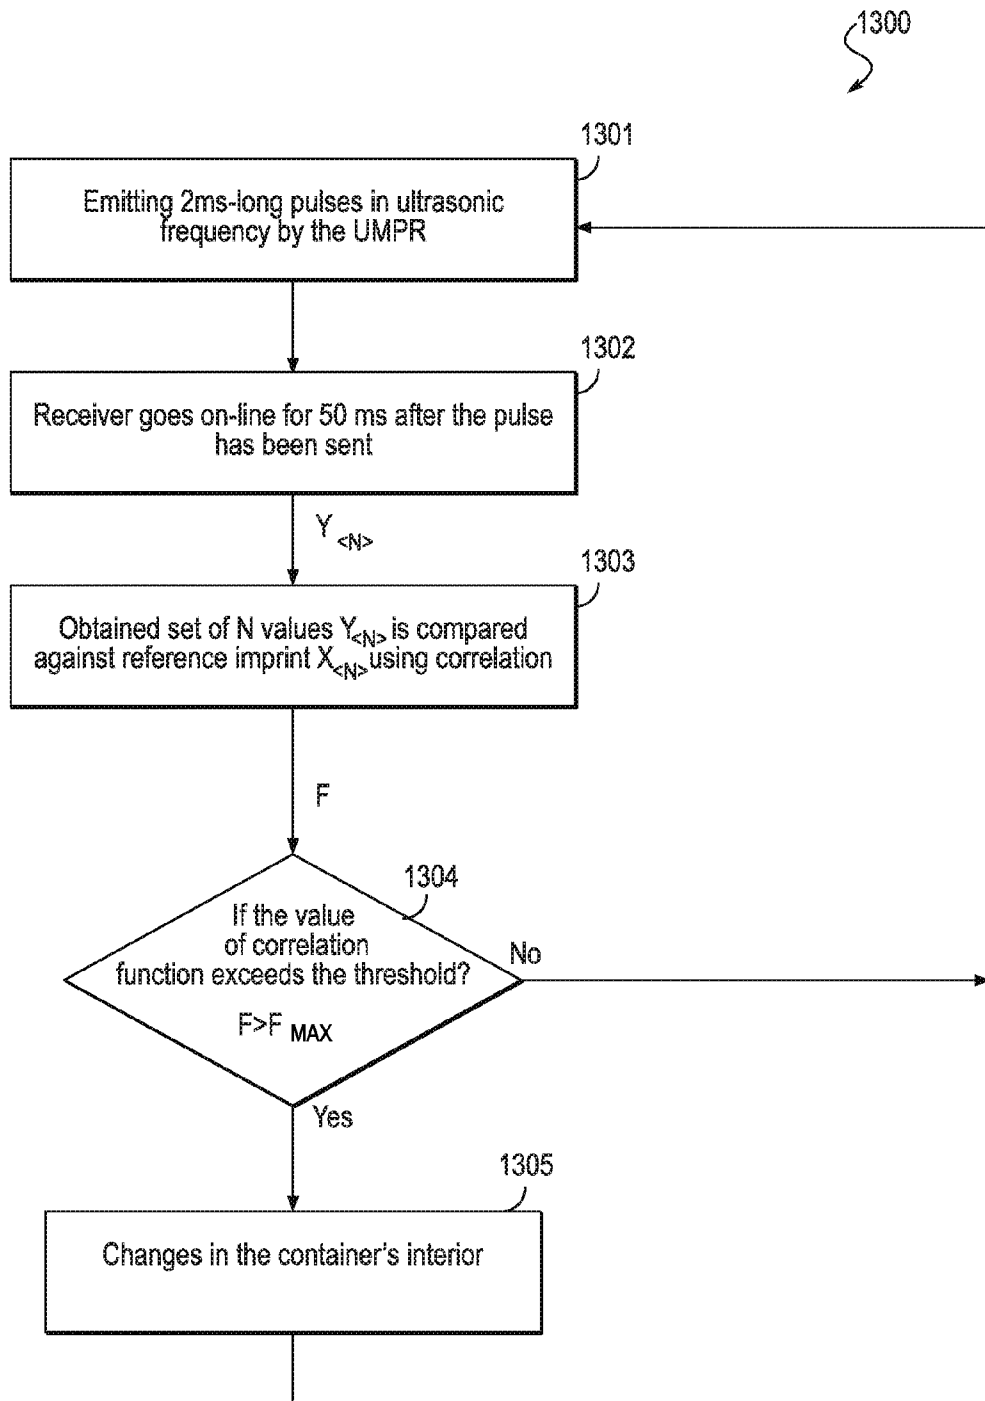 1300
1301
Emitting 2ms-long pulses in ultrasonic
frequency by the UMPR
1302
Receiver goes on-line for 50 ms after the pulse
has been sent
Y<N>
1303
Obtained set of N values Y<N> is compared
against reference imprint X<N> using correlation
F
1304
If the value
of correlation
function exceeds the threshold?
F>F MAX
No
Yes
1305
Changes in the container's interior